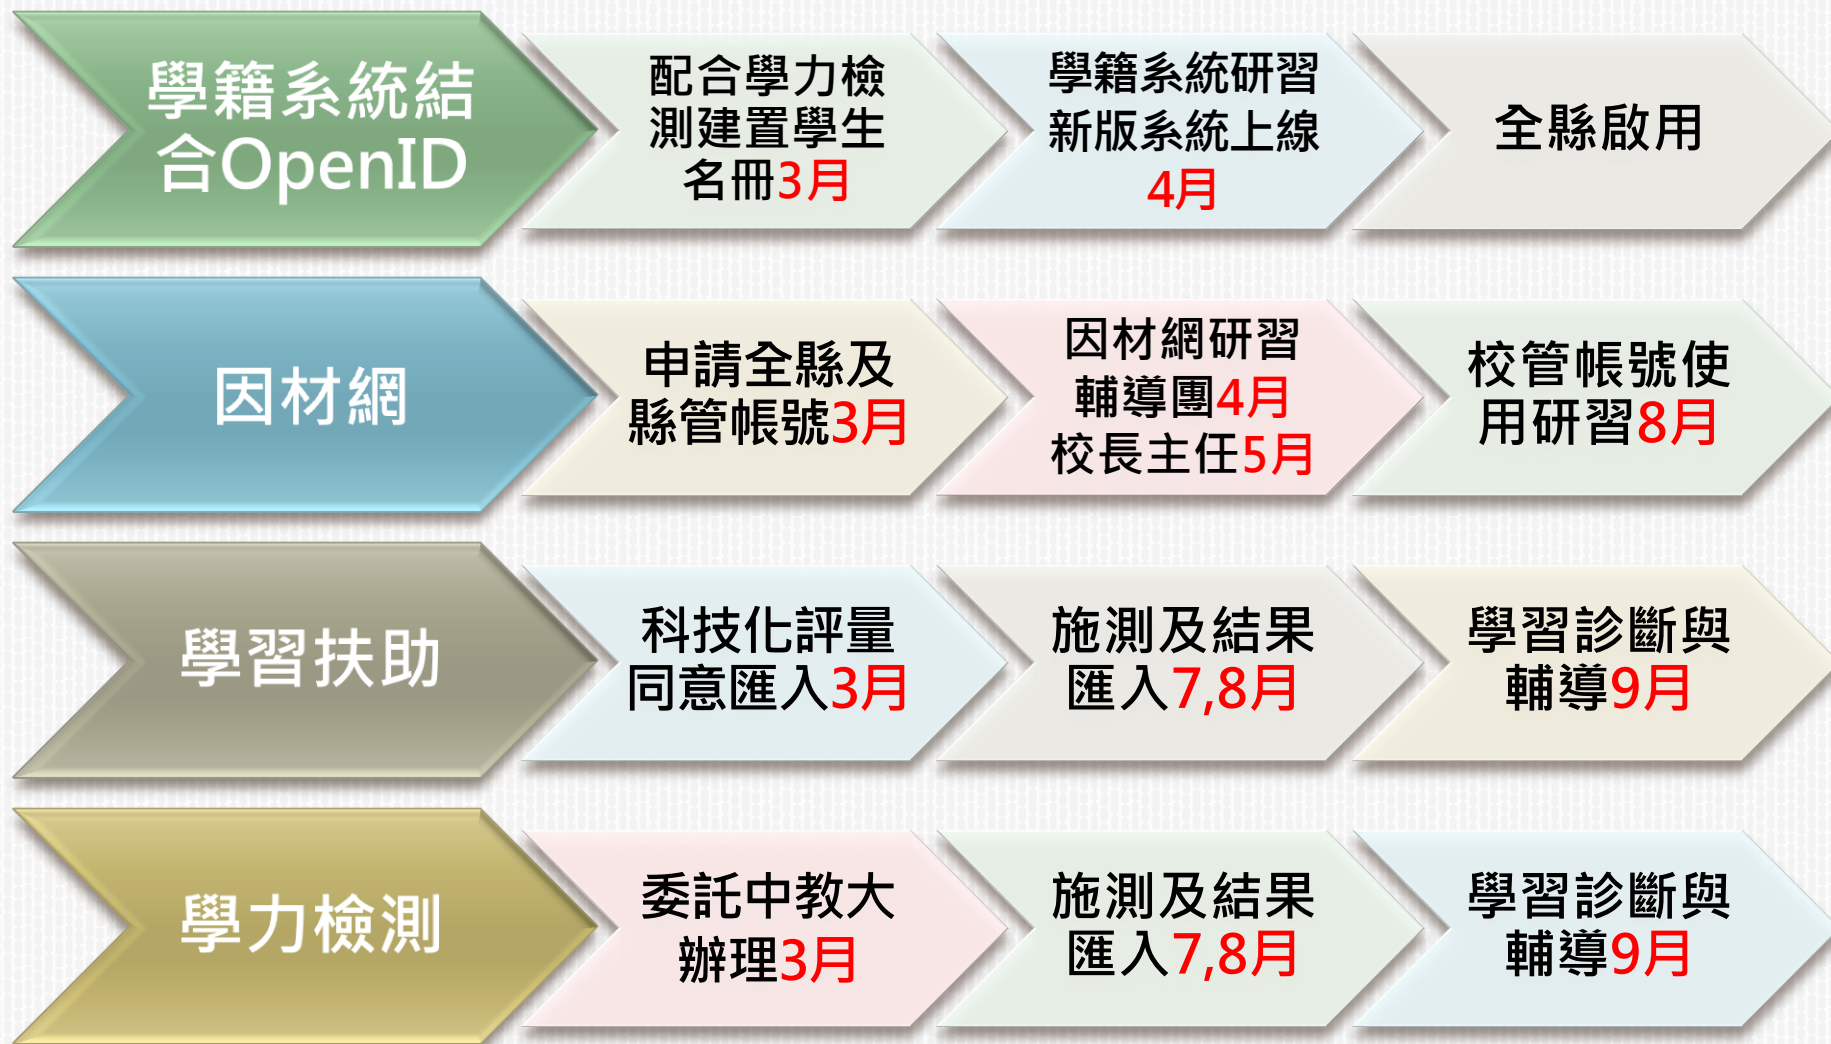 學籍系統結
合OpenID
配合學力檢
測建置學生
名冊3月
學籍系統研習
新版系統上線
4月
全縣啟用
因材網
申請全縣及
縣管帳號3月
因材網研習
輔導團4月
校長主任5月
校管帳號使
用研習8月
學習扶助
科技化評量
同意匯入3月
施測及結果
匯入7,8月
學習診斷與
輔導9月
學力檢測
委託中教大
辦理3月
施測及結果
匯入7,8月
學習診斷與
輔導9月